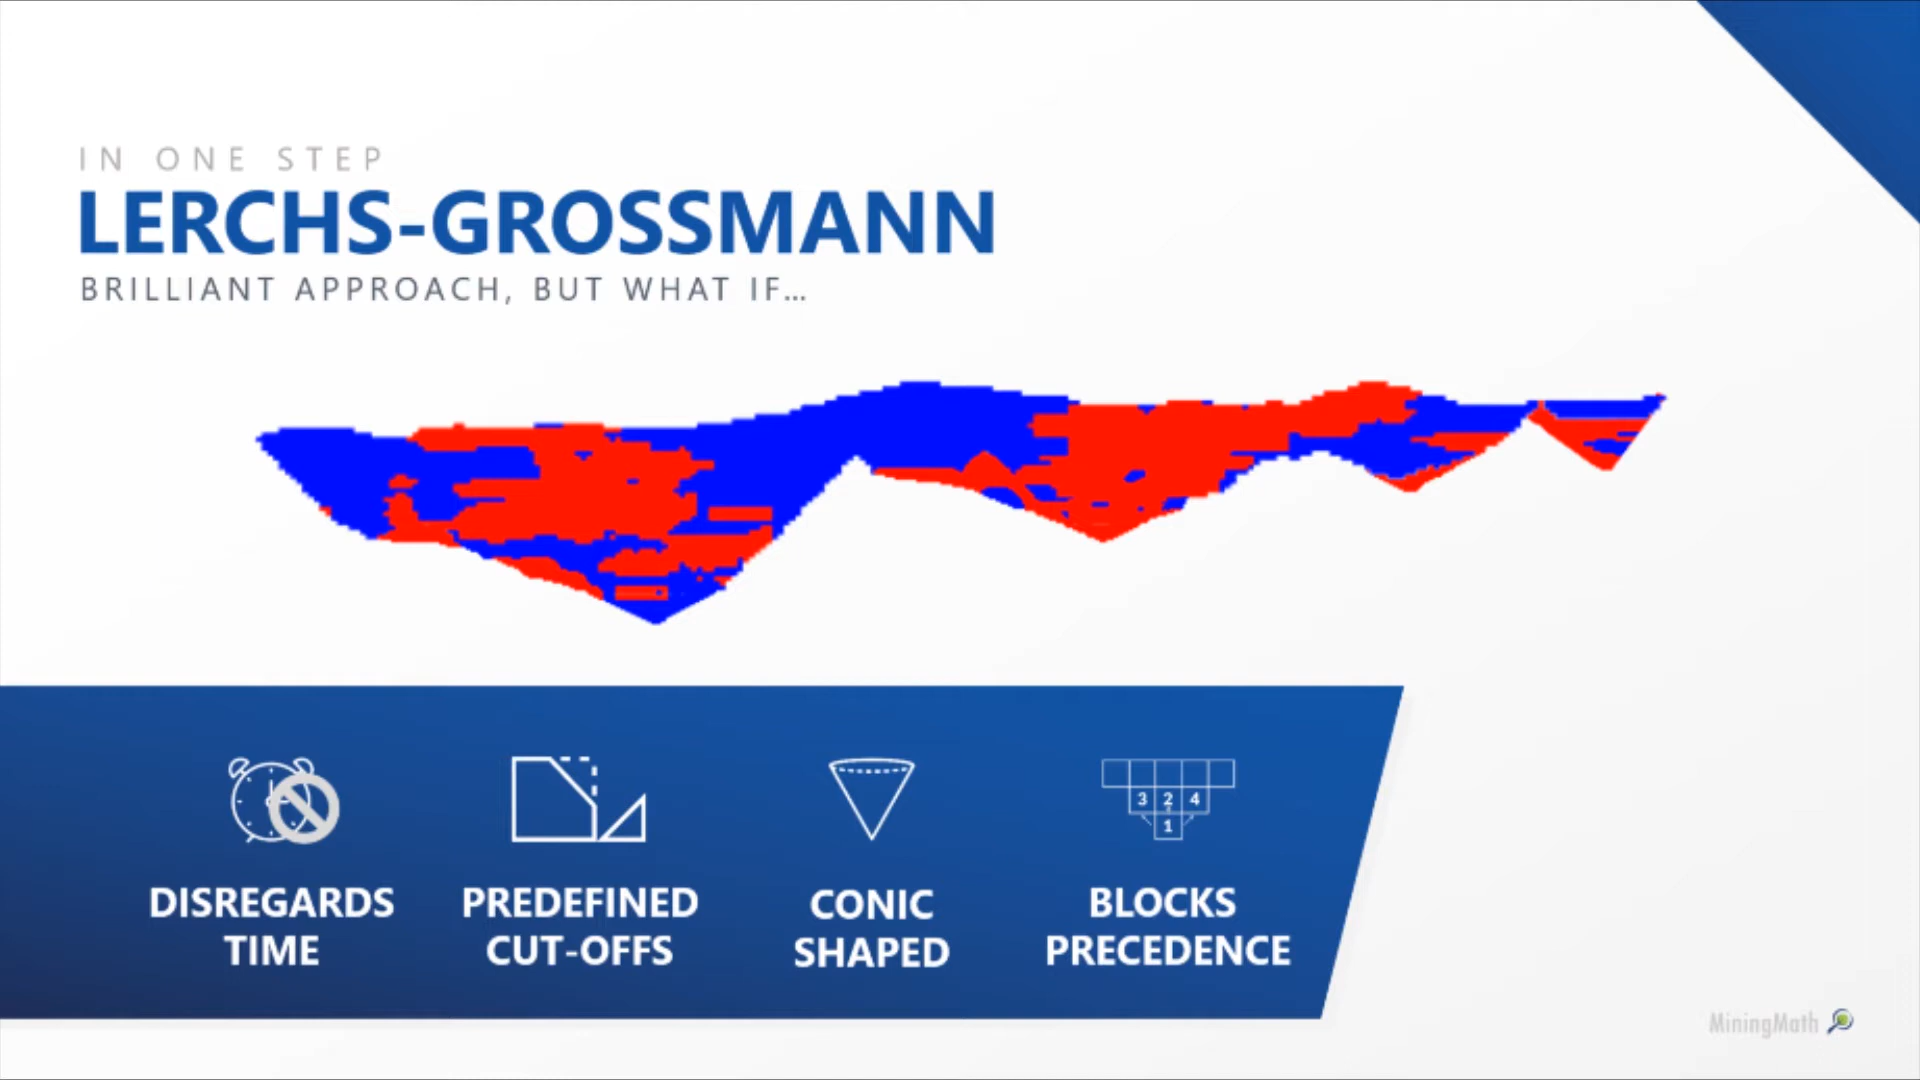 IN ONE STEP
LERCHS-GROSSMANN
BRILLIANT APPROACH, BUT WHAT IF...
3 2 4
1
DISREGARDS
TIME
PREDEFINED
CUT-OFFS
CONIC
SHAPED
BLOCKS
PRECEDENCE
MiningMath